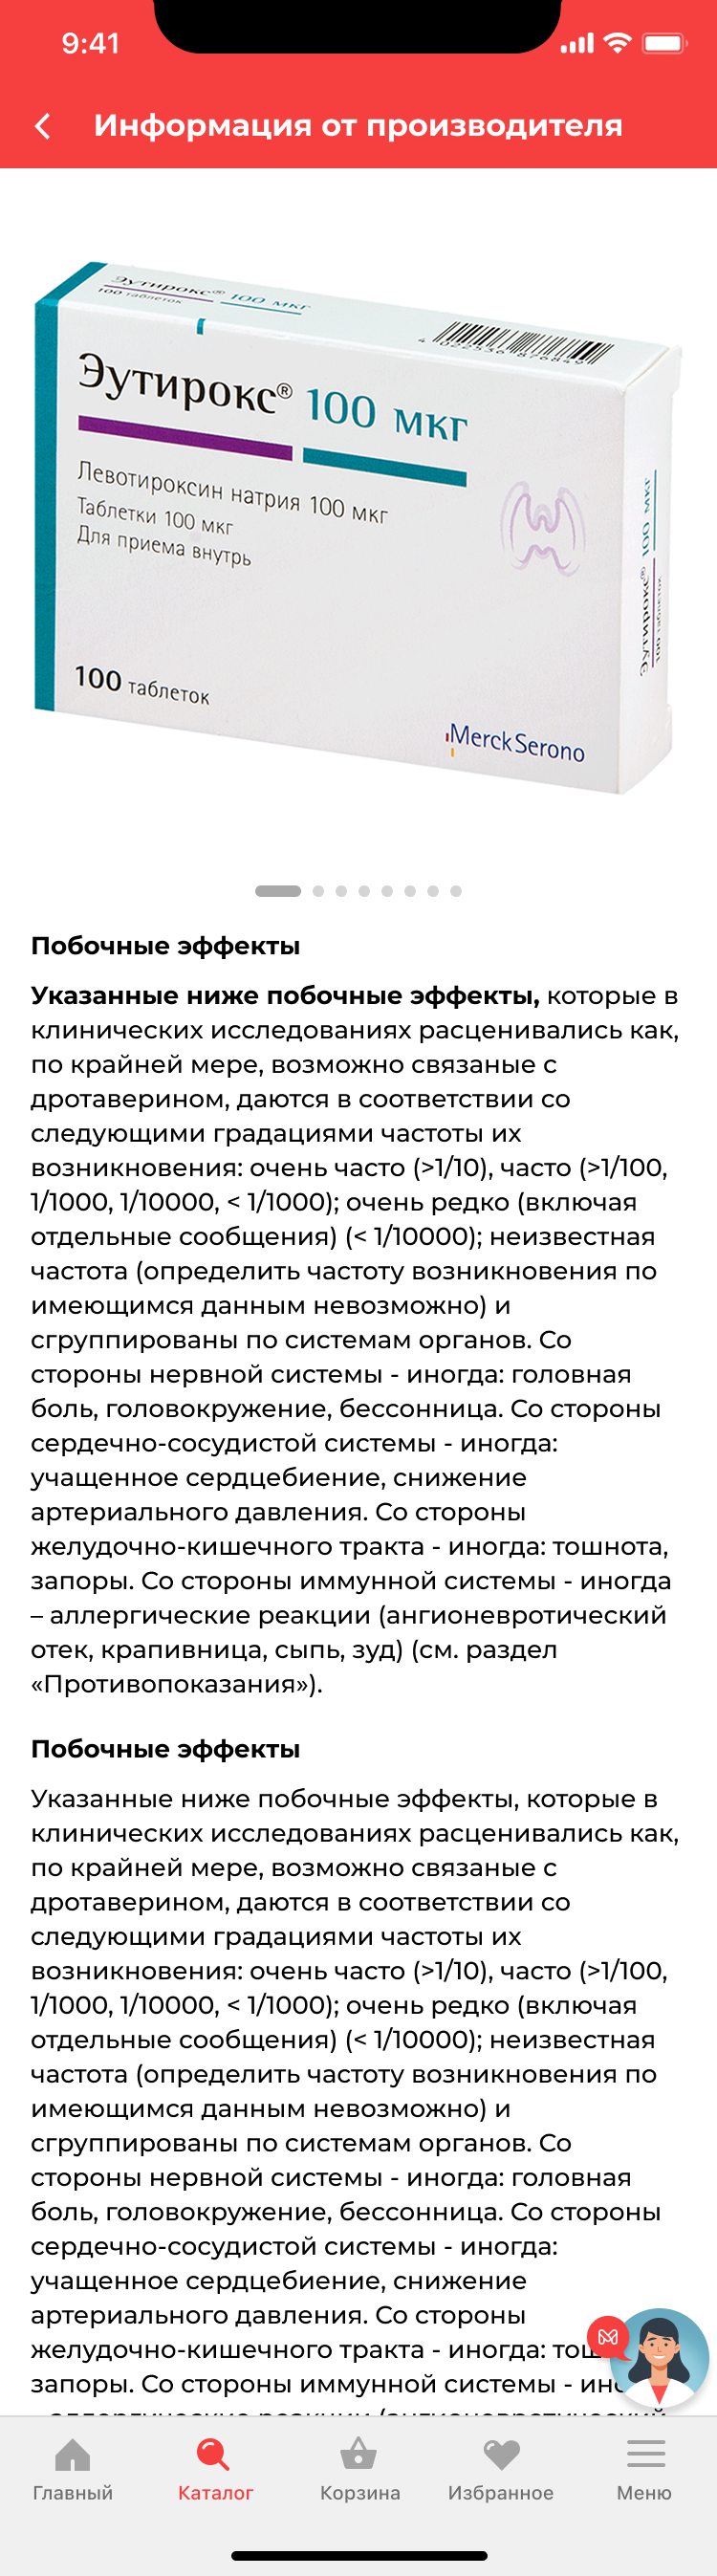 9:41
Информация от производителя
Эутирокс® 100 мкг
100 таблеток
4 022536 876849
Эутирокс® 100 мкг
Левотироксин натрия 100 мкг
Таблетки 100 мкг
Для приема внутрь
Эутирокс® 100 мкг
100 таблеток
100 таблеток
MerckSerono
Побочные эффекты
Указанные ниже побочные эффекты, которые в
клинических исследованиях расценивались как,
по крайней мере, возможно связаные с
дротаверином, даются в соответствии со
следующими градациями частоты их
возникновения: очень часто (>1/10), часто (>1/100,
1/1000, 1/10000, < 1/1000); очень редко (включая
отдельные сообщения) (< 1/10000); неизвестная
частота (определить частоту возникновения по
имеющимся данным невозможно) и
сгруппированы по системам органов. Со
стороны нервной системы - иногда: головная
боль, головокружение, бессонница. Со стороны
сердечно-сосудистой системы - иногда:
учащенное сердцебиение, снижение
артериального давления. Со стороны
желудочно-кишечного тракта - иногда: тошнота,
запоры. Со стороны иммунной системы - иногда
– аллергические реакции (ангионевротический
отек, крапивница, сыпь, зуд) (см. раздел
«Противопоказания»).
Побочные эффекты
Указанные ниже побочные эффекты, которые в
клинических исследованиях расценивались как,
по крайней мере, возможно связаные с
дротаверином, даются в соответствии со
следующими градациями частоты их
возникновения: очень часто (>1/10), часто (>1/100,
1/1000, 1/10000, < 1/1000); очень редко (включая
отдельные сообщения) (< 1/10000); неизвестная
частота (определить частоту возникновения по
имеющимся данным невозможно) и
сгруппированы по системам органов. Со
стороны нервной системы - иногда: головная
боль, головокружение, бессонница. Со стороны
сердечно-сосудистой системы - иногда:
учащенное сердцебиение, снижение
артериального давления. Со стороны
желудочно-кишечного тракта - иногда: тош
запоры. Со стороны иммунной системы - ин
Главный
Каталог
Корзина
Избранное
Меню